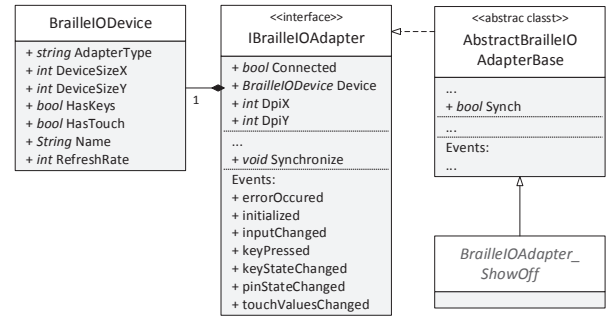 BrailleIODevice
+ string AdapterType
+ int DeviceSizeX
+ int DeviceSizeY
+ bool HasKeys
+ bool HasTouch
+ String Name
+ int RefreshRate
1
<<interface>>
IBrailleIOAdapter
+ bool Connected
+ BrailleIODevice Device
+ int DpiX
+ int DpiY
...
+ void Synchronize
Events:
+ errorOccured
+ initialized
+ inputChanged
+ keyPressed
+ keyStateChanged
+ pinStateChanged
+ touchValuesChanged
<<abstrac classt>>
AbstractBrailleIO
AdapterBase
...
+ bool Synch
...
Events:
...
BrailleIOAdapter_
ShowOff